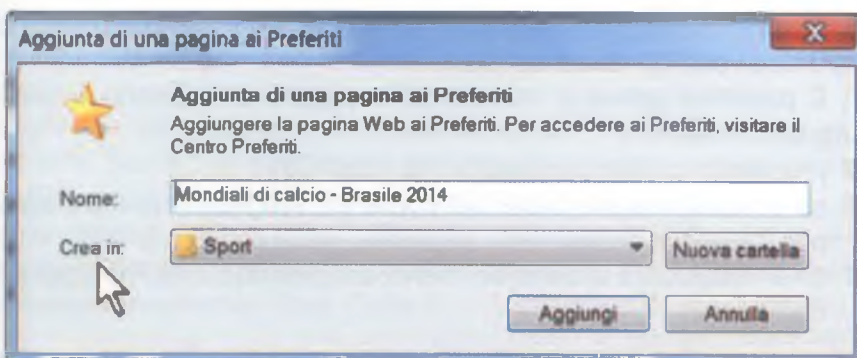 Aggiunta di una pagina ai Preferiti
Aggiunta di una pagina ai Preferiti
Aggiungere la pagina Web ai Preferiti. Per accedere ai Preferiti, visitare il
Centro Preferiti.
Nome: Mondiali di calcio - Brasile 2014
Crea in: Sport Nuova cartella
Aggiungi Annulla